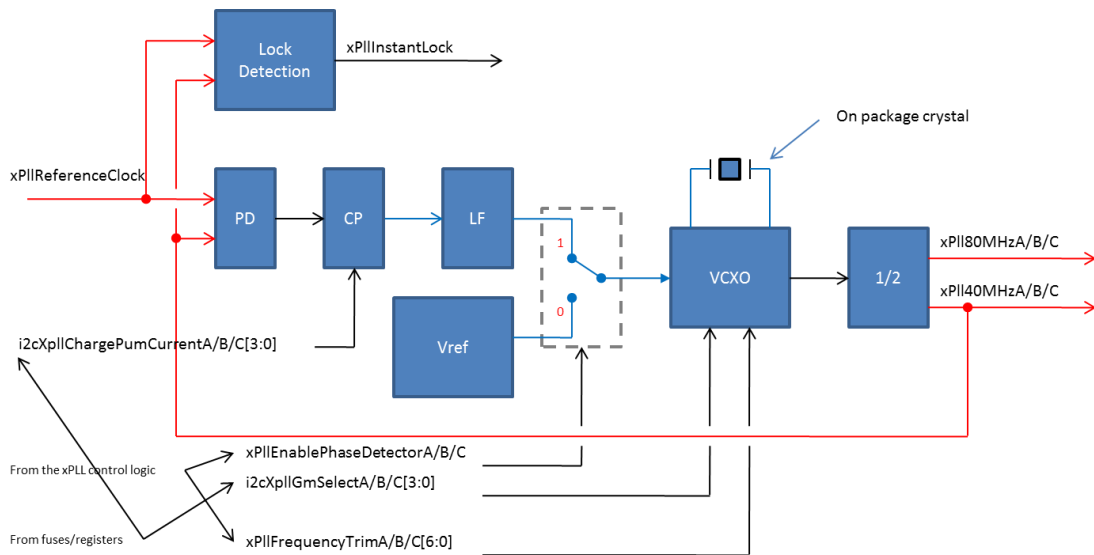 Lock
Detection
xPllInstantLock
On package crystal
xPllReferenceClock
PD
CP
LF
1
VCXO
1/2
xPll80MHzA/B/C
xPll40MHzA/B/C
0
Vref
i2cXpllChargePumCurrentA/B/C[3:0]
xPllEnablePhaseDetectorA/B/C
From the xPLL control logic
i2cXpllGmSelectA/B/C[3:0]
From fuses/registers
xPllFrequencyTrimA/B/C[6:0]